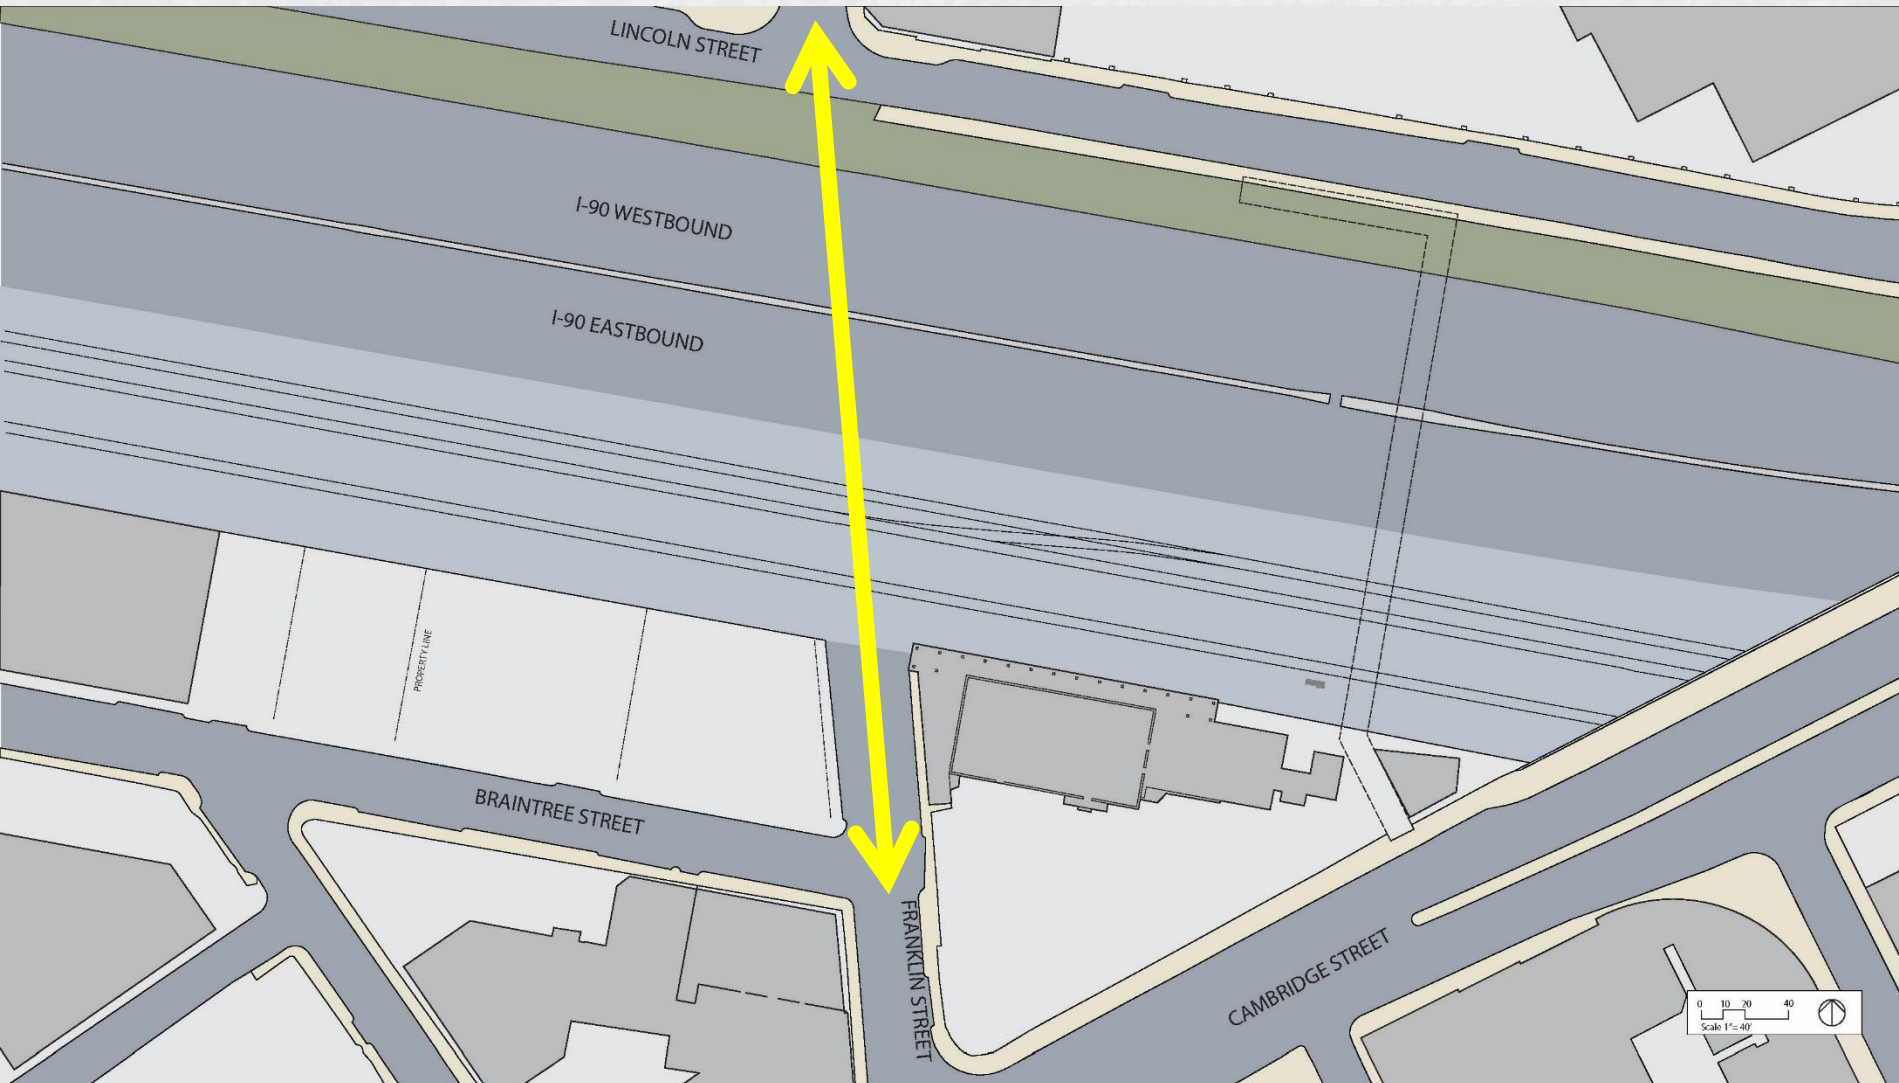 LINCOLN STREET
I-90 WESTBOUND
I-90 EASTBOUND
PROPERTY LINE
BRAINTREE STREET
FRANKLIN STREET
CAMBRIDGE STREET
0 10 20 40
Scale 1"= 40'